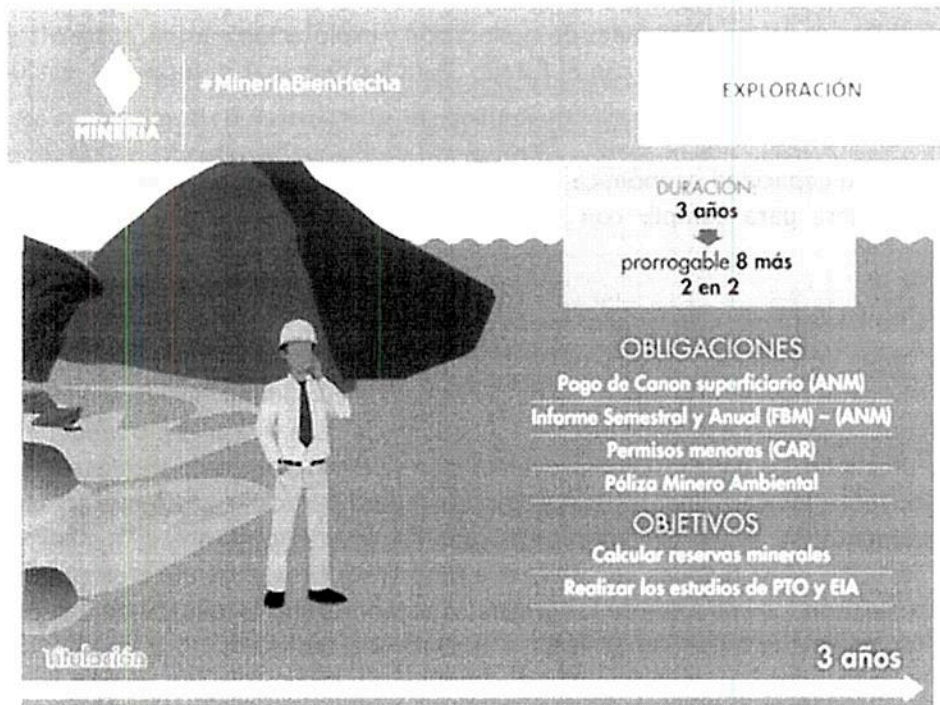 MINERÍA
#MineríaBienHecha
EXPLORACIÓN
DURACIÓN:
3 años
prorrogable 8 más
2 en 2
OBLIGACIONES
Pago de Canon superficiario (ANM)
Informe Semestral y Anual (FBM) – (ANM)
Permisos menores (CAR)
Póliza Minero Ambiental
OBJETIVOS
Calcular reservas minerales
Realizar los estudios de PTO y EIA
Titulación
3 años